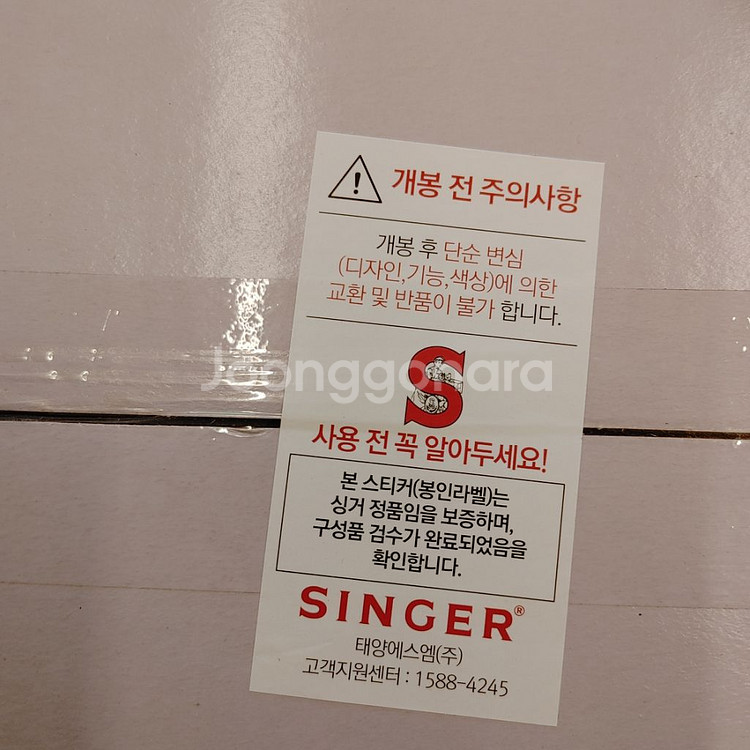 개봉 전 주의사항
개봉 후 단순 변심
(디자인,기능,색상)에 의한
교환 및 반품이 불가 합니다.
Joonggonara
사용 전 꼭 알아두세요!
본 스티커(봉인라벨)는
싱거 정품임을 보증하며,
구성품 검수가 완료되었음을
확인합니다.
SINGER®
태양에스엠(주)
고객지원센터 : 1588-4245